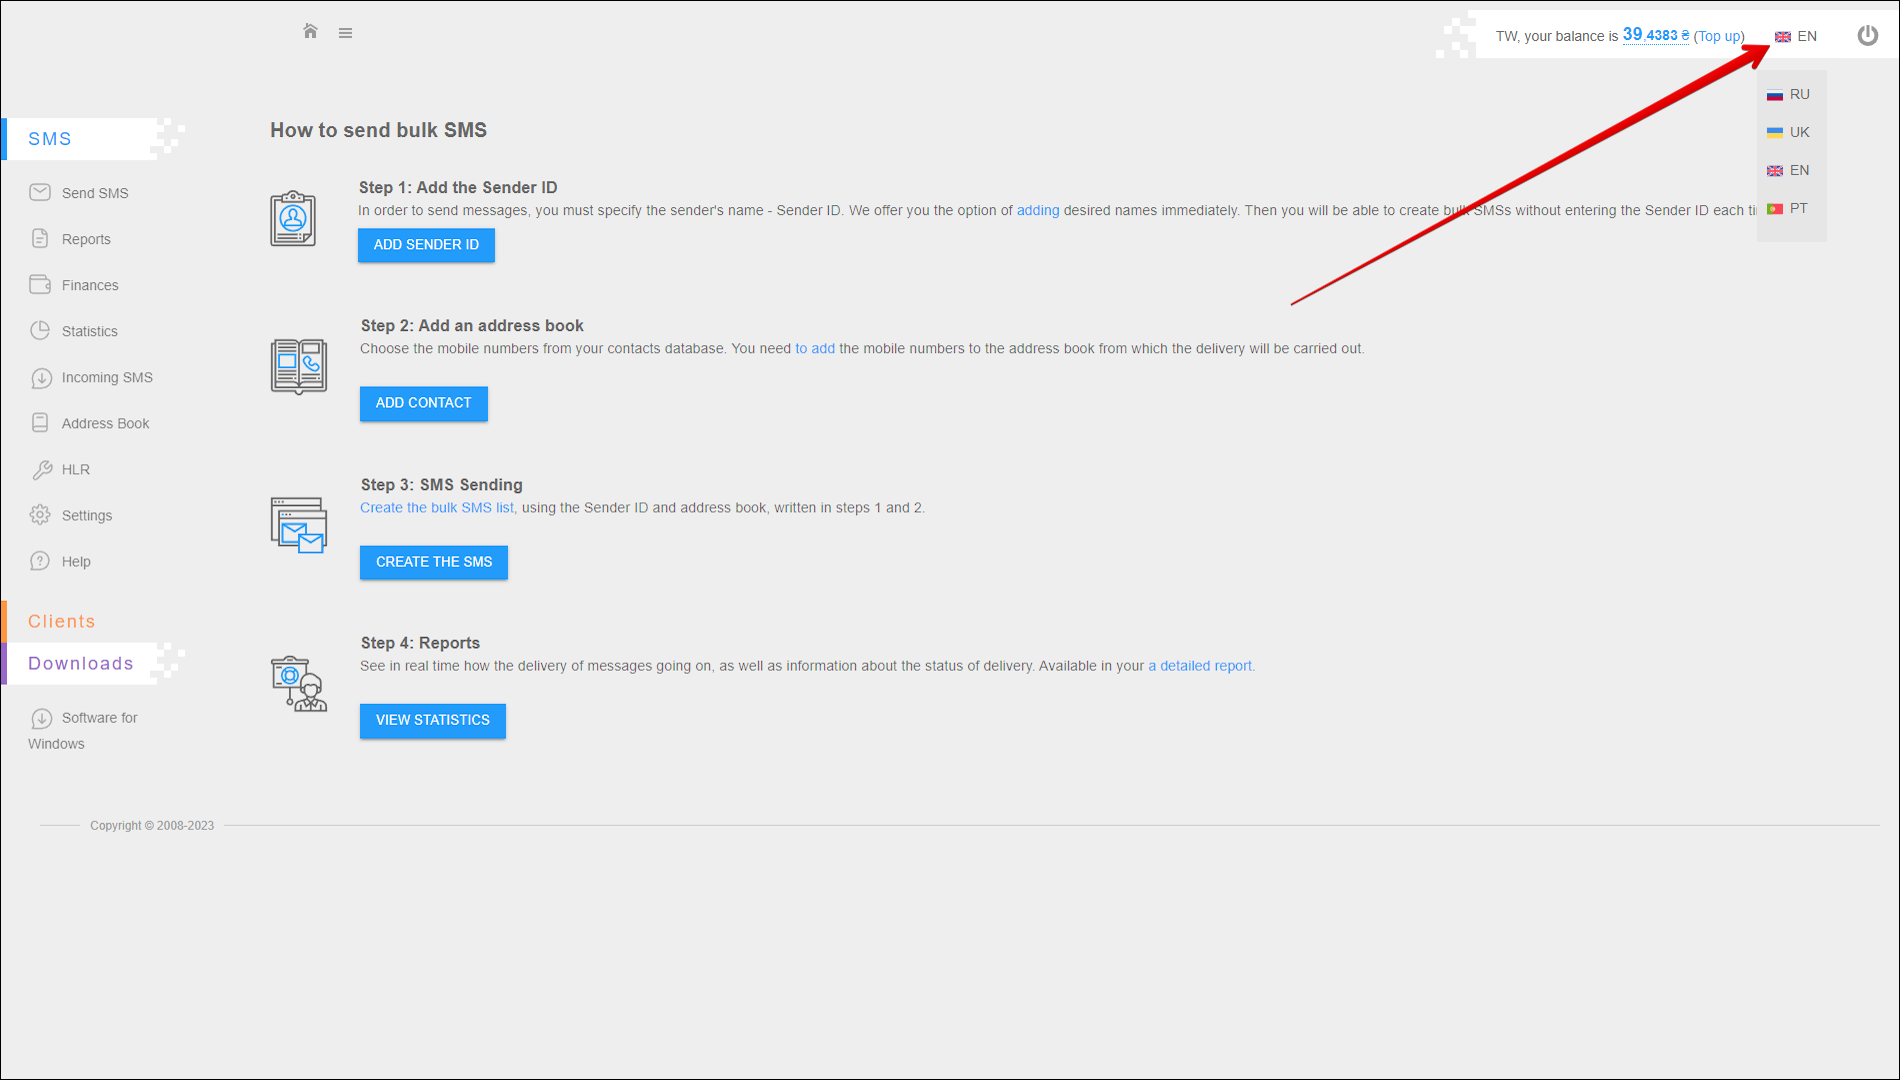 TW, your balance is 39,4383 ₴ (Top up)
EN
RU
UK
EN
PT
SMS
Send SMS
Reports
Finances
Statistics
Incoming SMS
Address Book
HLR
Settings
Help
Clients
Downloads
Software for
Windows
How to send bulk SMS
Step 1: Add the Sender ID
In order to send messages, you must specify the sender's name - Sender ID. We offer you the option of adding desired names immediately. Then you will be able to create bulk SMSs without entering the Sender ID each
ADD SENDER ID
Step 2: Add an address book
Choose the mobile numbers from your contacts database. You need to add the mobile numbers to the address book from which the delivery will be carried out.
ADD CONTACT
Step 3: SMS Sending
Create the bulk SMS list, using the Sender ID and address book, written in steps 1 and 2.
CREATE THE SMS
Step 4: Reports
See in real time how the delivery of messages going on, as well as information about the status of delivery. Available in your a detailed report.
VIEW STATISTICS
Copyright © 2008-2023